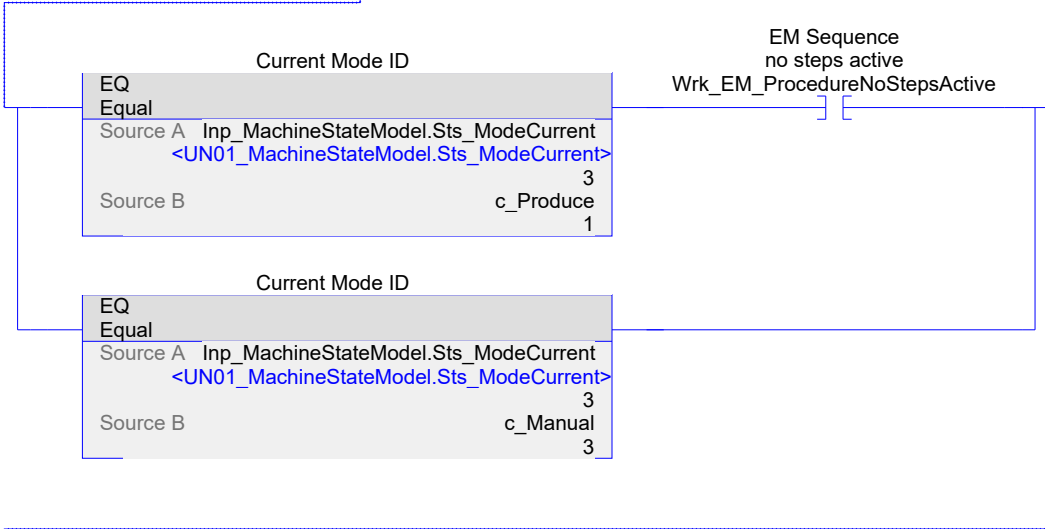 EM Sequence
no steps active
Wrk_EM_ProcedureNoStepsActive
Current Mode ID
EQ
Equal
Source A Inp_MachineStateModel.Sts_ModeCurrent
<UN01_MachineStateModel.Sts_ModeCurrent>
3
Source B c_Produce
1
Current Mode ID
EQ
Equal
Source A Inp_MachineStateModel.Sts_ModeCurrent
<UN01_MachineStateModel.Sts_ModeCurrent>
3
Source B c_Manual
3